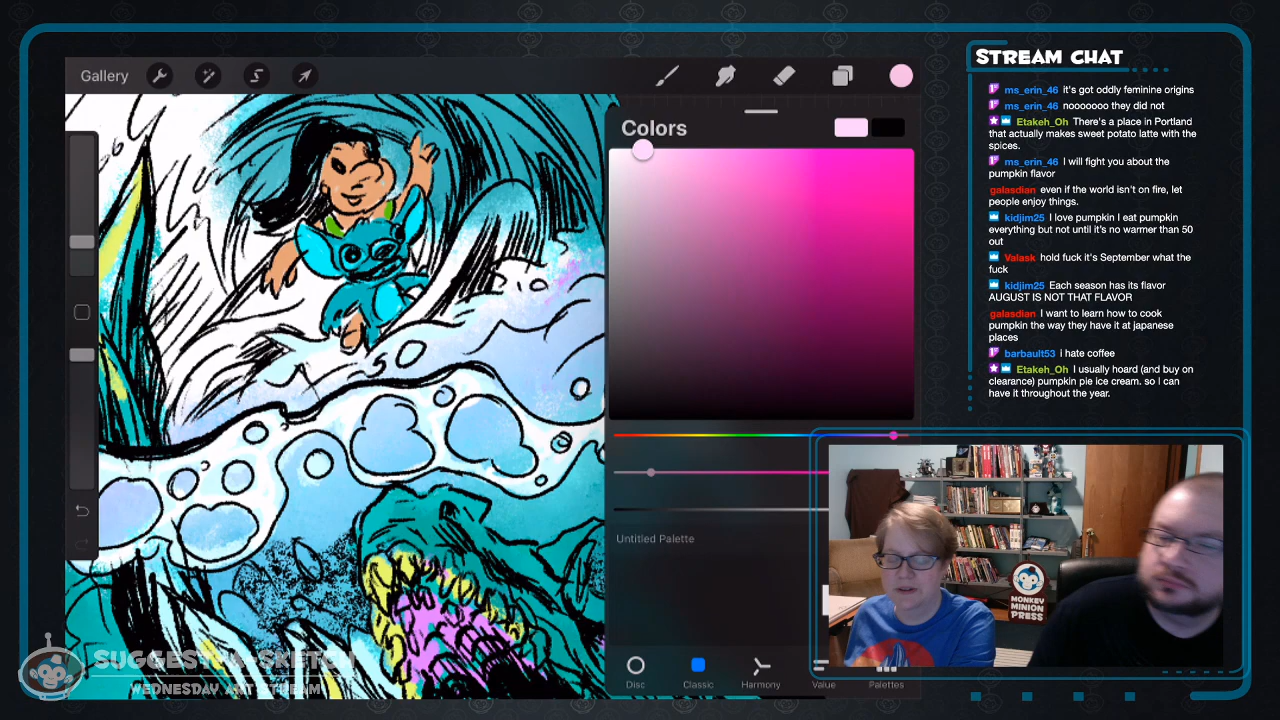 Gallery
Colors
Untitled Palette
Disc
Classic
Harmony
Value
Palettes
STREAM CHAT
ms_erin_46 it's got oddly feminine origins
ms_erin_46 nooooooo they did not
Etakeh_Oh There's a place in Portland
that actually makes sweet potato latte with the
spices.
ms_erin_46 I will fight you about the
pumpkin flavor
galasdian even if the world isn't on fire, let
people enjoy things.
kidjim25 I love pumpkin I eat pumpkin
everything but not until it's no warmer than 50
out
Valask hold fuck it's September what the
fuck
kidjim25 Each season has its flavor
AUGUST IS NOT THAT FLAVOR
galasdian I want to learn how to cook
pumpkin the way they have it at japanese
places
barbault53 i hate coffee
Etakeh_Oh I usually hoard (and buy on
clearance) pumpkin pie ice cream. so I can
have it throughout the year.
MONKEY
MINION
PRESS
WEDNESDAY ART STREAM